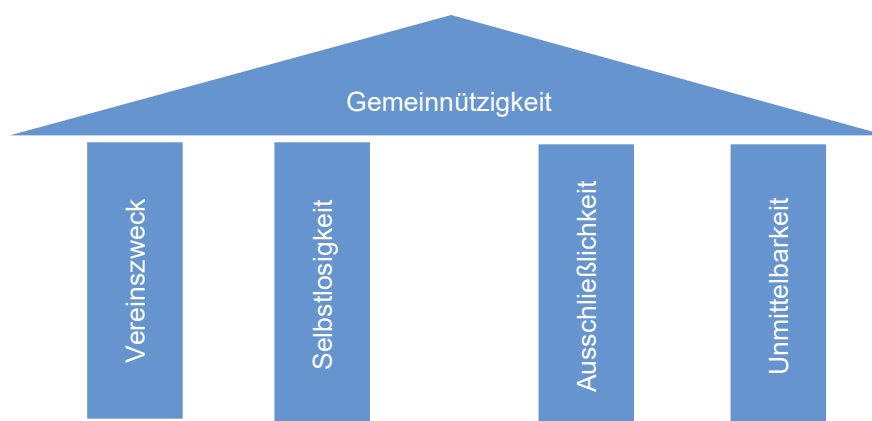 Gemeinnützigkeit
Vereinszweck
Selbstlosigkeit
Ausschließlichkeit
Unmittelbarkeit